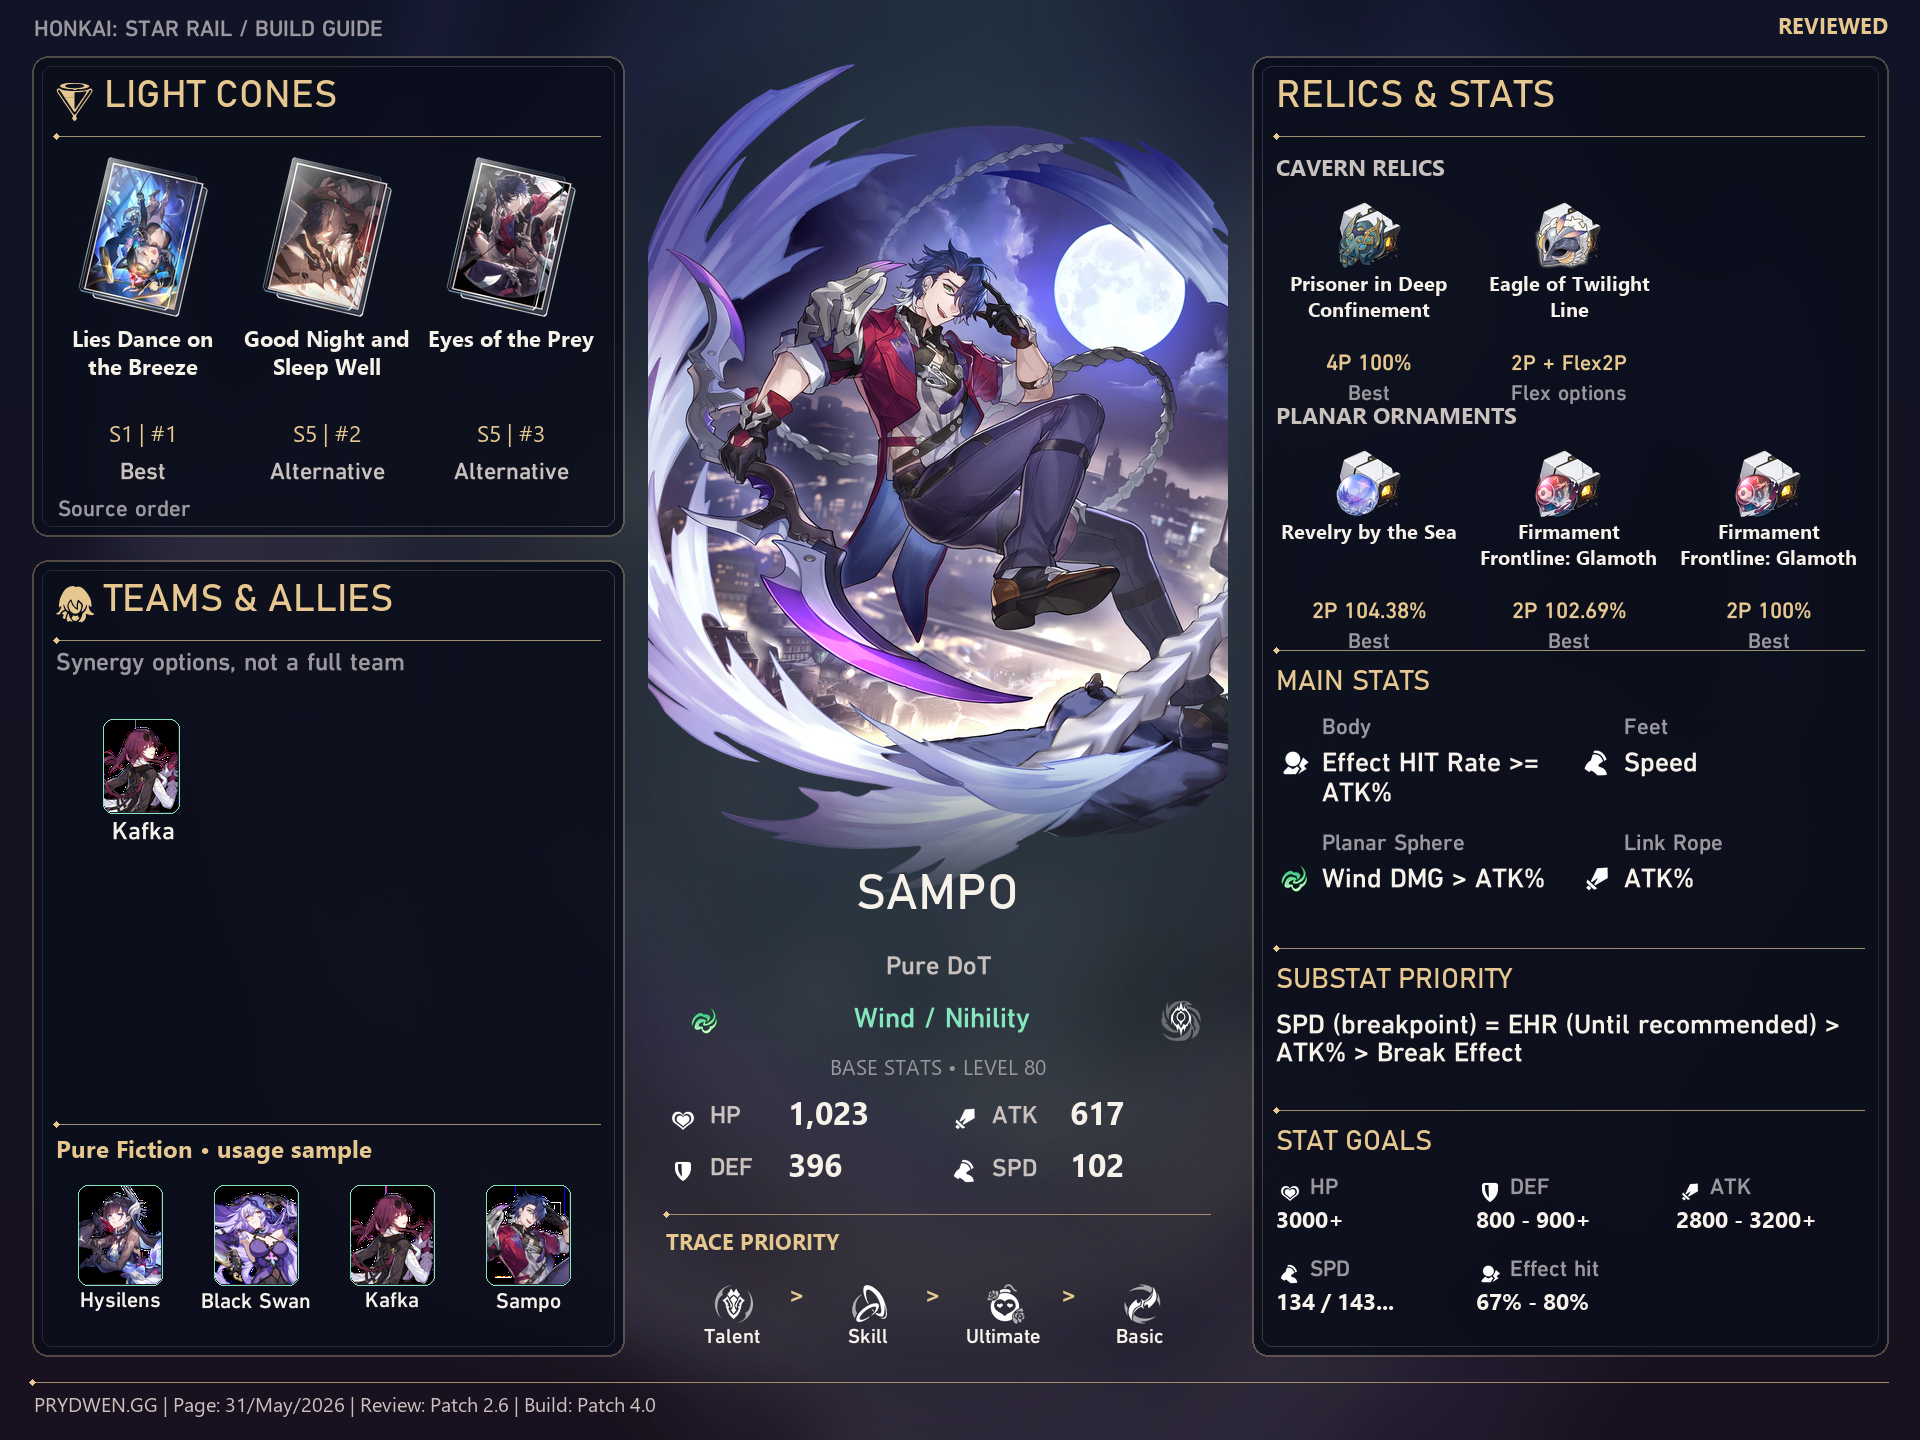 HONKAI: STAR RAIL / BUILD GUIDE
REVIEWED
LIGHT CONES
Lies Dance on
the Breeze
S1 | #1
Best
Good Night and
Sleep Well
S5 | #2
Alternative
Eyes of the Prey
S5 | #3
Alternative
Source order
TEAMS & ALLIES
Synergy options, not a full team
Kafka
Pure Fiction • usage sample
Hysilens
Black Swan
Kafka
Sampo
SAMPO
Pure DoT
Wind / Nihility
BASE STATS • LEVEL 80
HP 1,023
ATK 617
DEF 396
SPD 102
TRACE PRIORITY
Talent > Skill > Ultimate > Basic
RELICS & STATS
CAVERN RELICS
Prisoner in Deep
Confinement
4P 100%
Best
Eagle of Twilight
Line
2P + Flex2P
Flex options
PLANAR ORNAMENTS
Revelry by the Sea
2P 104.38%
Best
Firmament
Frontline: Glamoth
2P 102.69%
Best
Firmament
Frontline: Glamoth
2P 100%
Best
MAIN STATS
Body
Effect HIT Rate >=
ATK%
Feet
Speed
Planar Sphere
Wind DMG > ATK%
Link Rope
ATK%
SUBSTAT PRIORITY
SPD (breakpoint) = EHR (Until recommended) >
ATK% > Break Effect
STAT GOALS
HP
3000+
DEF
800 - 900+
ATK
2800 - 3200+
SPD
134 / 143...
Effect hit
67% - 80%
PRYDWEN.GG | Page: 31/May/2026 | Review: Patch 2.6 | Build: Patch 4.0